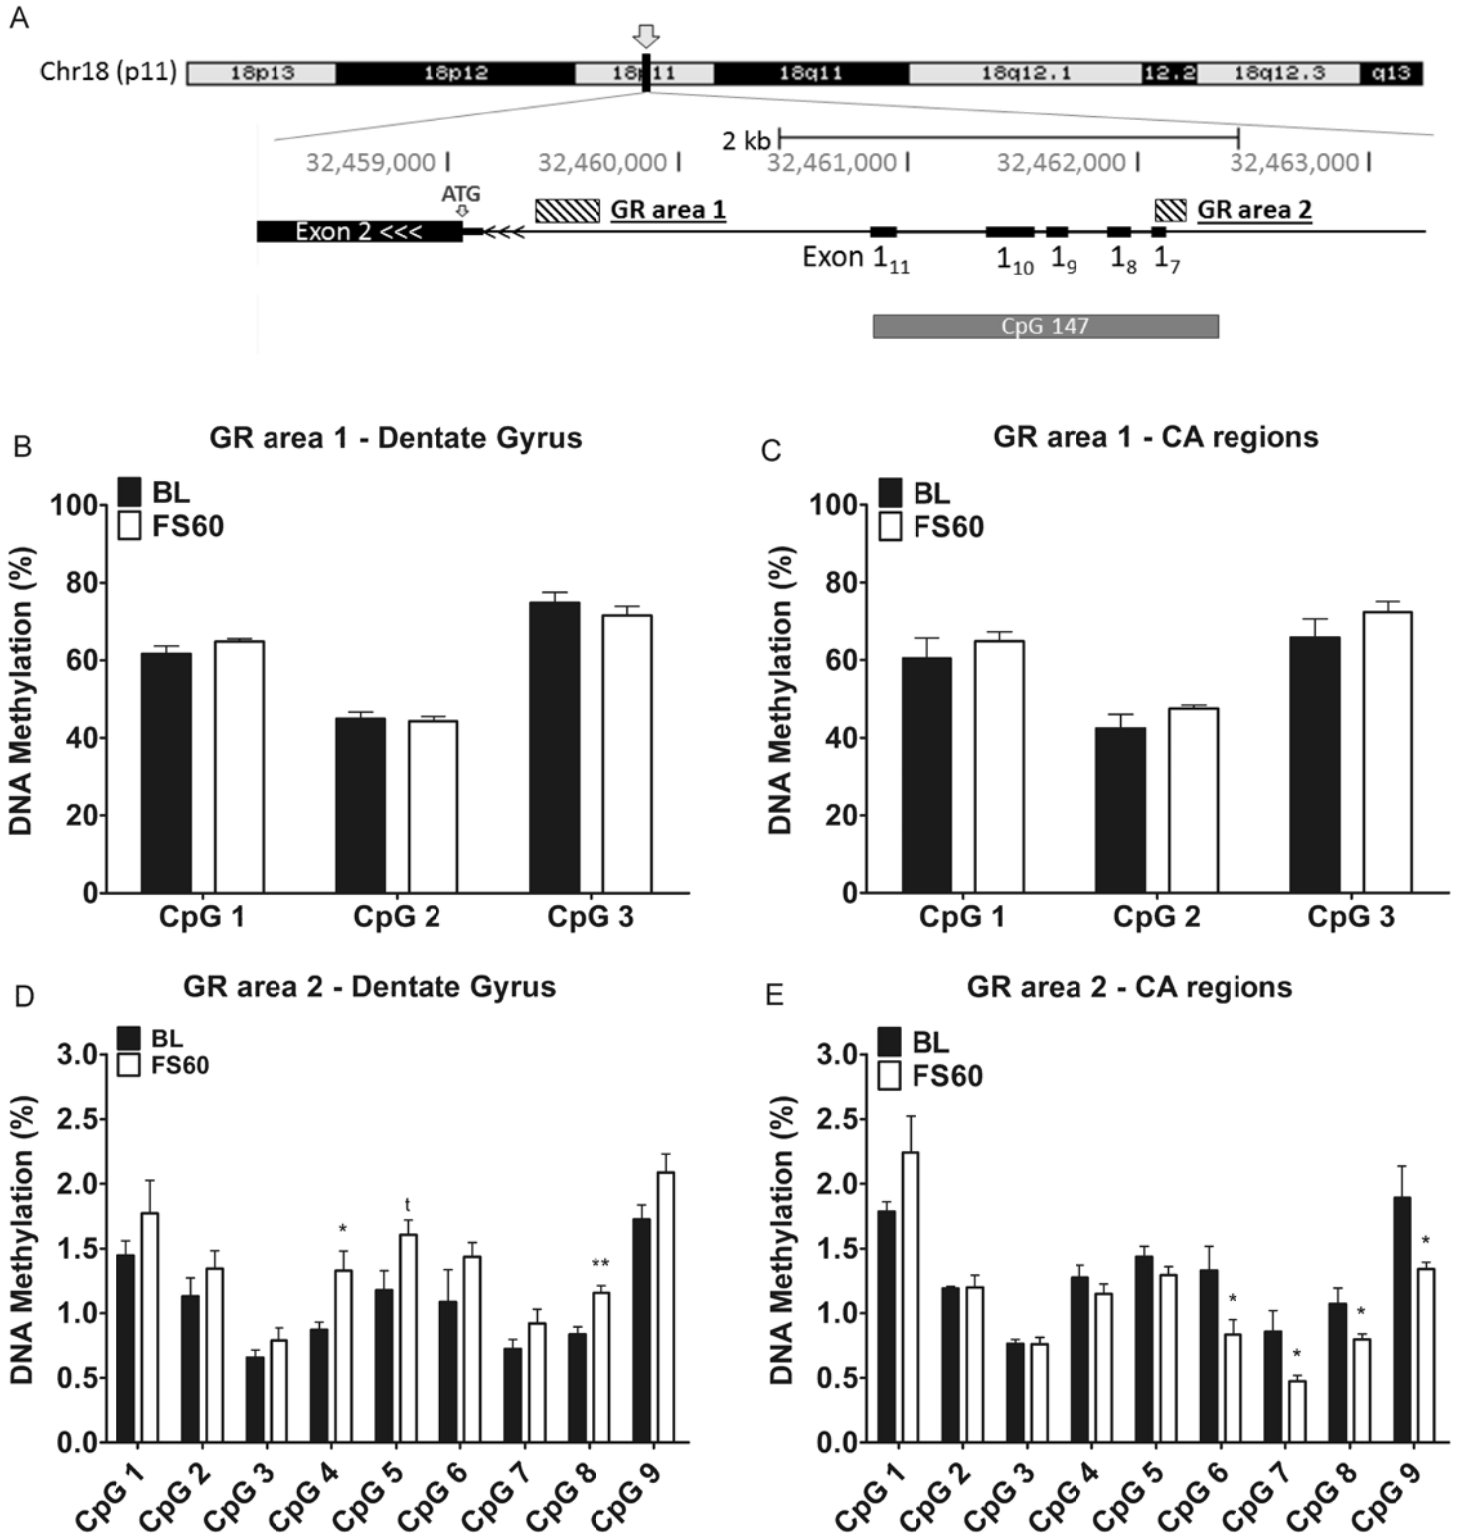 A
Chr18 (p11) 18p13 18p12 18p11 18q11 18q12.1 12.2 18q12.3 q13
2 kb
32,459,000 32,460,000 32,461,000 32,462,000 32,463,000
ATG
GR area 1 GR area 2
Exon 2 <<<
Exon 1₁₁ 1₁₀ 1₉ 1₈ 1₇
CpG 147
B
GR area 1 - Dentate Gyrus
BL
FS60
DNA Methylation (%)
100
80
60
40
20
0
CpG 1 CpG 2 CpG 3
C
GR area 1 - CA regions
BL
FS60
DNA Methylation (%)
100
80
60
40
20
0
CpG 1 CpG 2 CpG 3
D
GR area 2 - Dentate Gyrus
BL
FS60
DNA Methylation (%)
3.0
2.5
2.0
1.5
1.0
0.5
0.0
* t **
CpG 1 CpG 2 CpG 3 CpG 4 CpG 5 CpG 6 CpG 7 CpG 8 CpG 9
E
GR area 2 - CA regions
BL
FS60
DNA Methylation (%)
3.0
2.5
2.0
1.5
1.0
0.5
0.0
* * * *
CpG 1 CpG 2 CpG 3 CpG 4 CpG 5 CpG 6 CpG 7 CpG 8 CpG 9